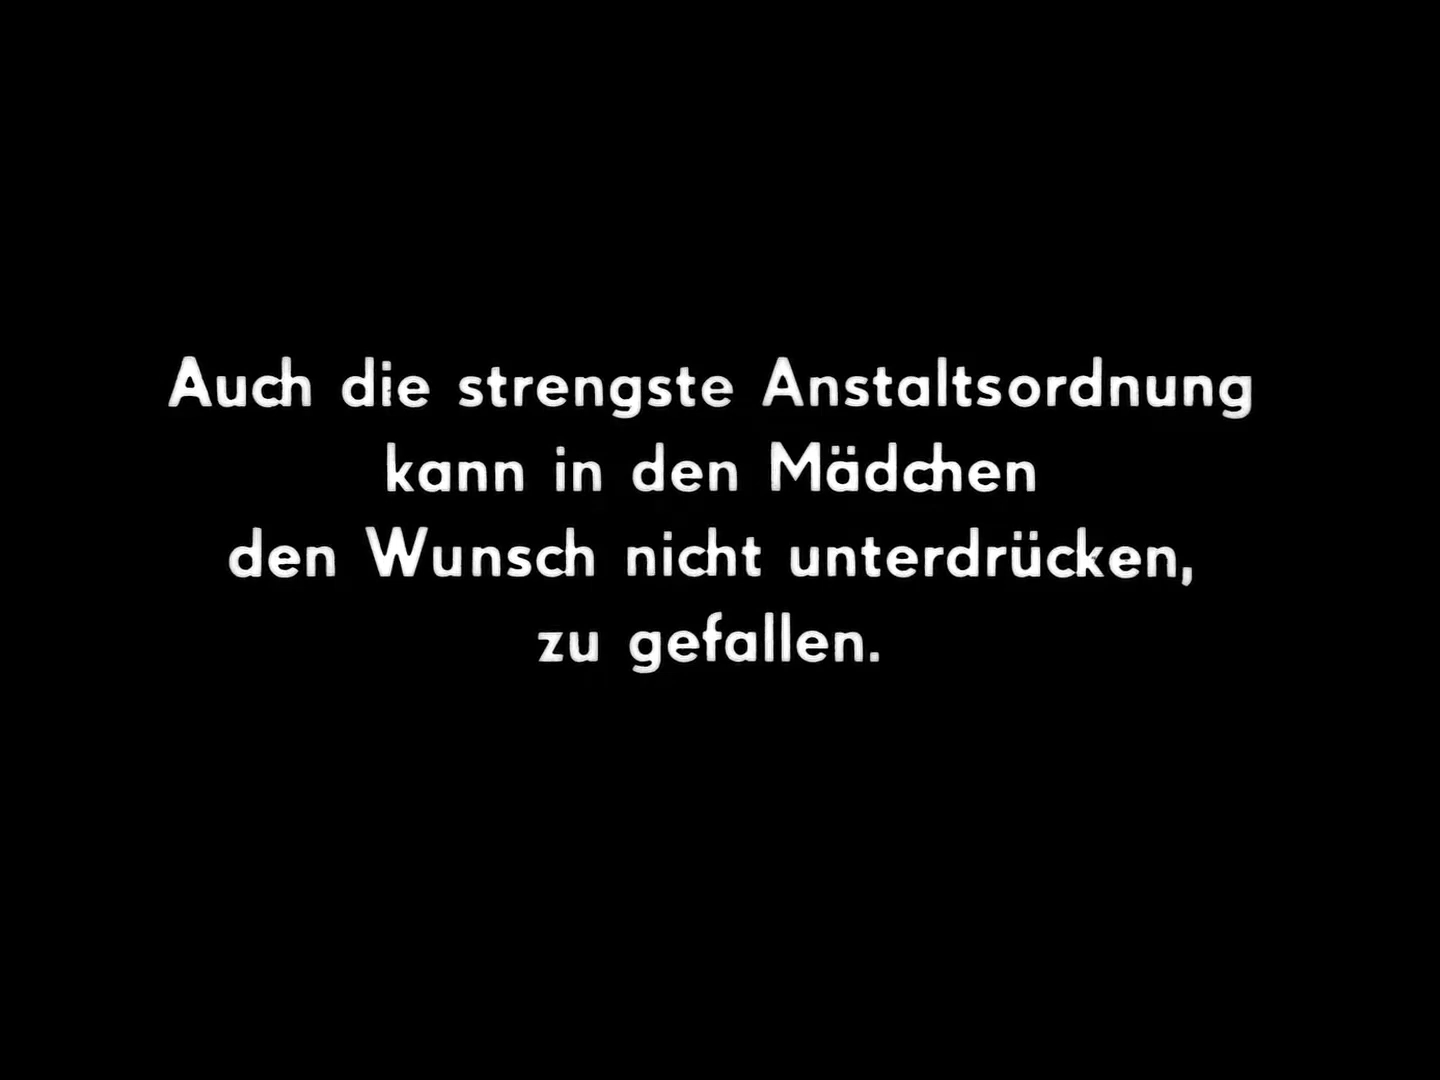 Auch die strengste Anstaltsordnung
kann in den Mädchen
den Wunsch nicht unterdrücken,
zu gefallen.